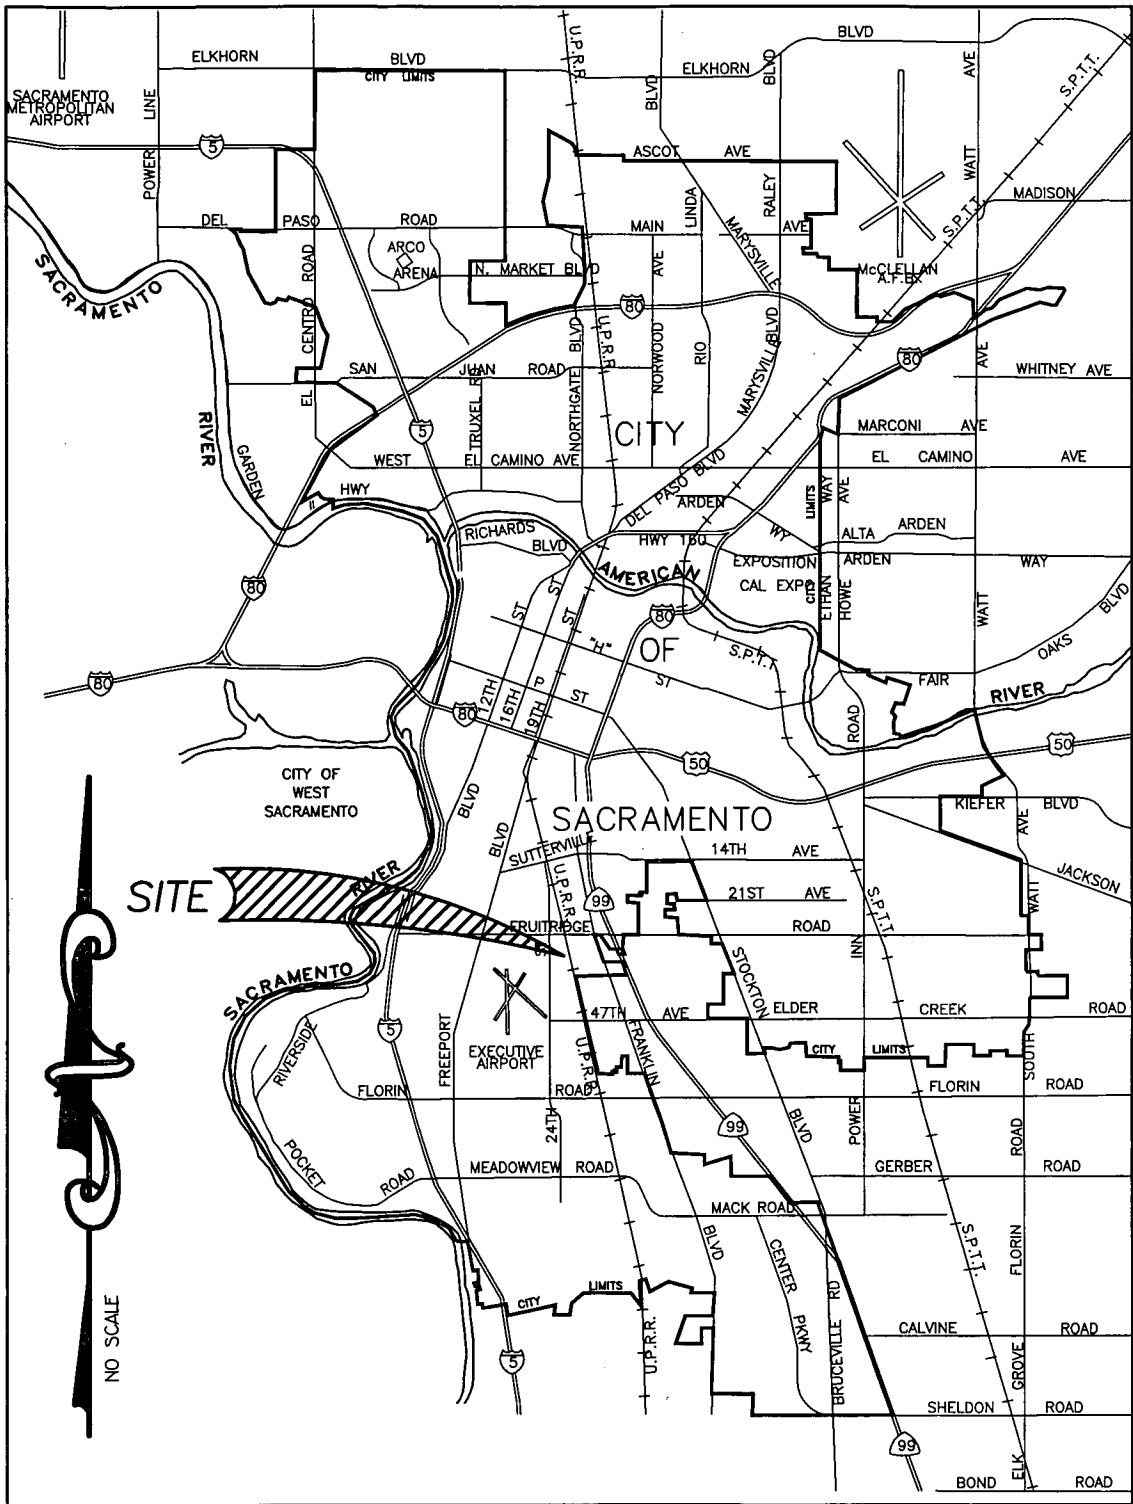 BLVD
ELKHORN BLVD
CITY LIMITS
ELKHORN
BLVD
BLVD
AVE
U.P.R.R.
S.P.T.T.
SACRAMENTO
METROPOLITAN
AIRPORT
POWER LINE
5
ASCOT AVE
WATT
MADISON
RALEY
LINDA
DEL PASO ROAD
MAIN AVE
AVE
MARYSVILLE
S.P.T.T.
ARCO
ARENA
N. MARKET BLVD
McCLELLAN
A.F.B.
SACRAMENTO
EL CENTRO ROAD
80
U.P.R.R.
NORTHGATE BLVD
NORWOOD
RIO
BLVD
MARYSVILLE
80
AVE
SAN JUAN ROAD
TRUXEL RD
WHITNEY AVE
RIVER
GARDEN
HWY
5
CITY
MARCONI AVE
WEST EL CAMINO AVE
EL CAMINO AVE
DEL PASO BLVD
ARDEN
WY
CITY LIMITS
WAY
AVE
ALTA ARDEN
RICHARDS
BLVD
HWY 160
EXPOSITION
ARDEN WAY
CAL EXPO
AMERICAN
ETHAN
HOWE
WATT
BLVD
80
ST
ST
ST
80
"H"
ST
OF
S.P.T.T.
OAKS
FAIR
RIVER
80
12TH
16TH
19TH
P
ST
80
ROAD
50
50
CITY OF
WEST
SACRAMENTO
BLVD
BLVD
SACRAMENTO
KIEFER BLVD
AVE
SUTTERVILLE
14TH AVE
JACKSON
SITE
RIVER
U.P.R.R.
99
21ST AVE
S.P.T.T.
WATT
FRUITRIDGE
ROAD
ST
INN
STOCKTON
SACRAMENTO
47TH AVE
ELDER CREEK ROAD
RIVERSIDE
5
FREEPORT
EXECUTIVE
AIRPORT
U.P.R.R.
FRANKLIN
CITY LIMITS
SOUTH
FLORIN ROAD
FLORIN ROAD
24TH
99
BLVD
POWER
ROAD
POCKET
ROAD
MEADOWVIEW ROAD
GERBER ROAD
MACK ROAD
BLVD
CENTER
PKWY
S.P.T.T.
FLORIN
CITY LIMITS
NO SCALE
U.P.R.R.
BRUCEVILLE RD
CALVINE ROAD
5
GROVE
SHELDON ROAD
99
ELK
BOND ROAD